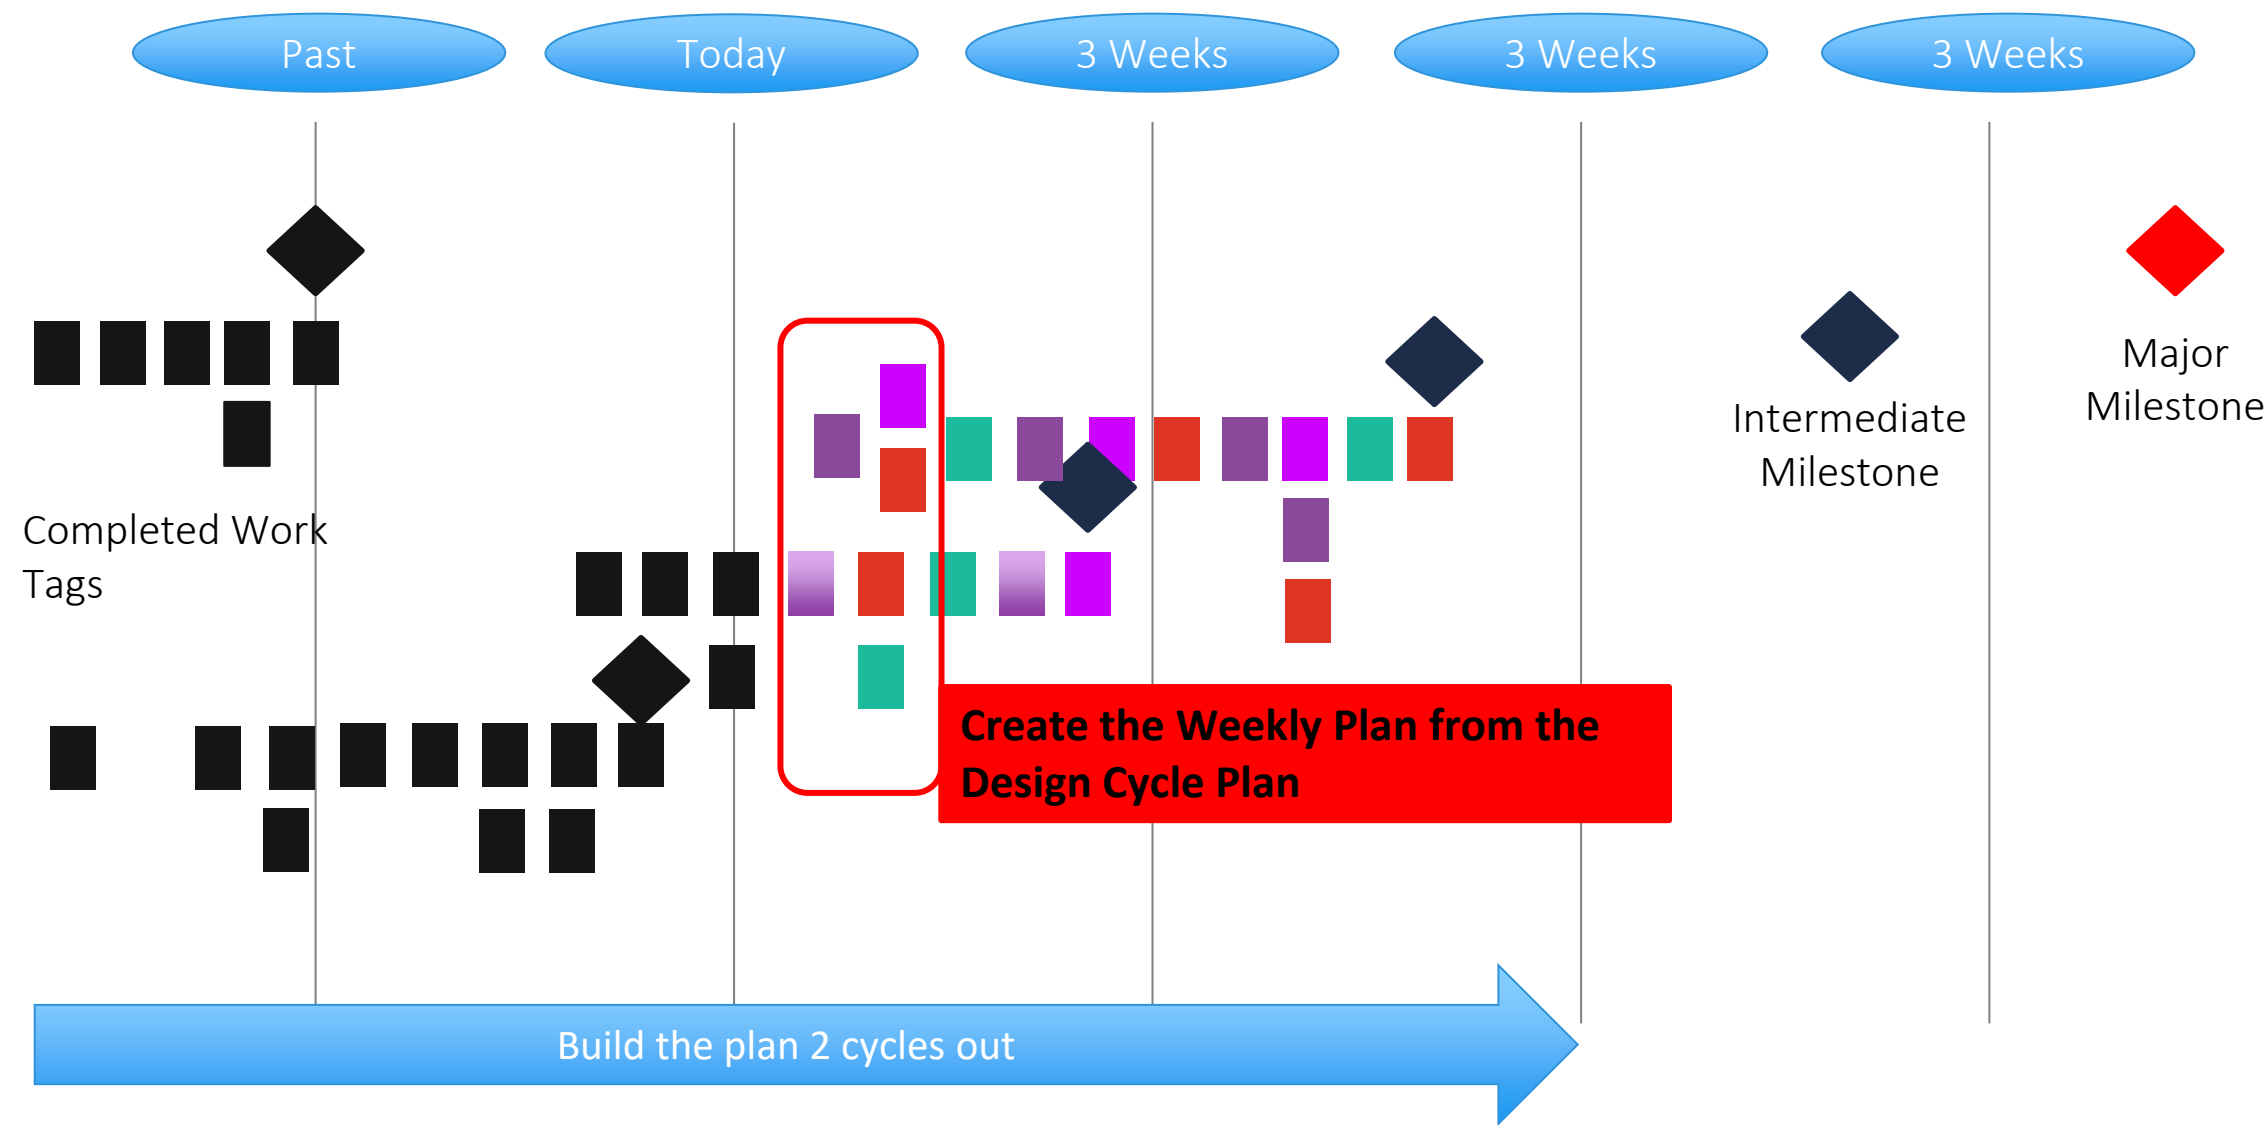 Past
Today
3 Weeks
3 Weeks
3 Weeks
Major
Milestone
Intermediate
Milestone
Completed Work
Tags
Create the Weekly Plan from the
Design Cycle Plan
Build the plan 2 cycles out